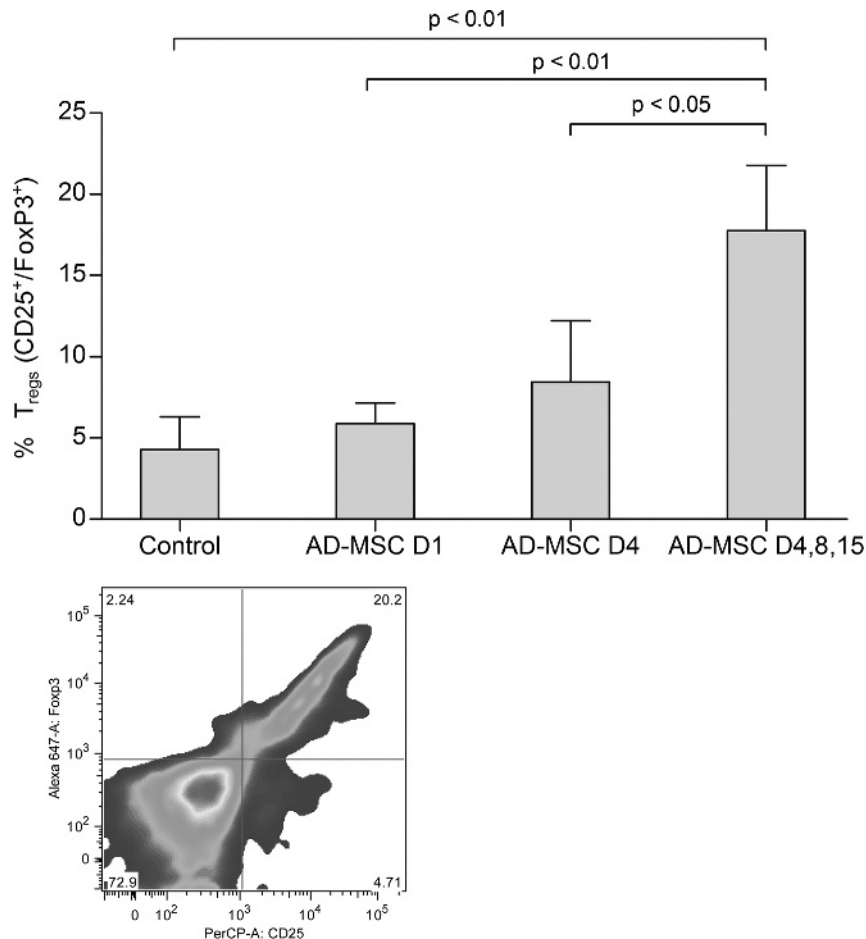 p < 0.01
p < 0.01
p < 0.05
25
20
15
10
5
0
% Tregs (CD25+/FoxP3+)
Control AD-MSC D1 AD-MSC D4 AD-MSC D4,8,15
2.24 20.2
10⁵
10⁴
10³
10²
0
Alexa 647-A: Foxp3
72.9 4.71
0 10² 10³ 10⁴ 10⁵
PerCP-A: CD25